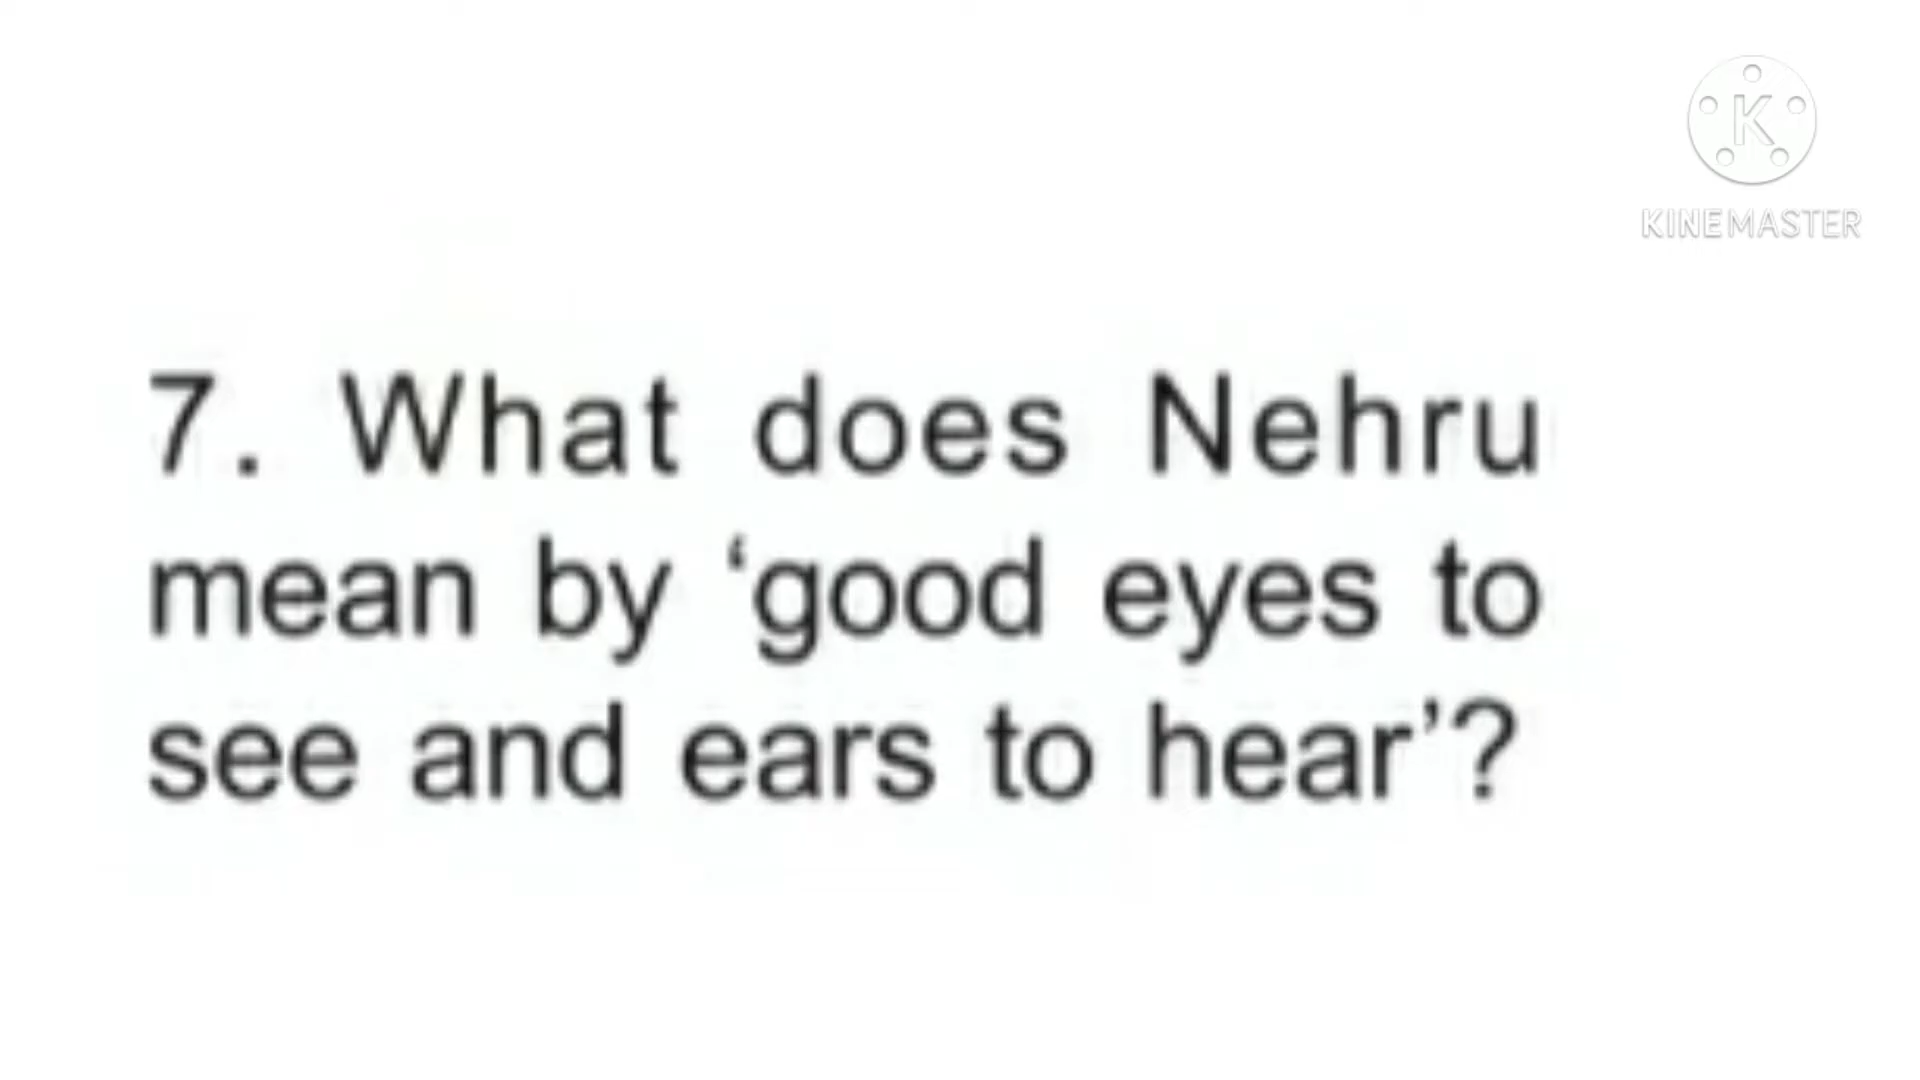 KINEMASTER
7. What does Nehru
mean by ‘good eyes to
see and ears to hear’?